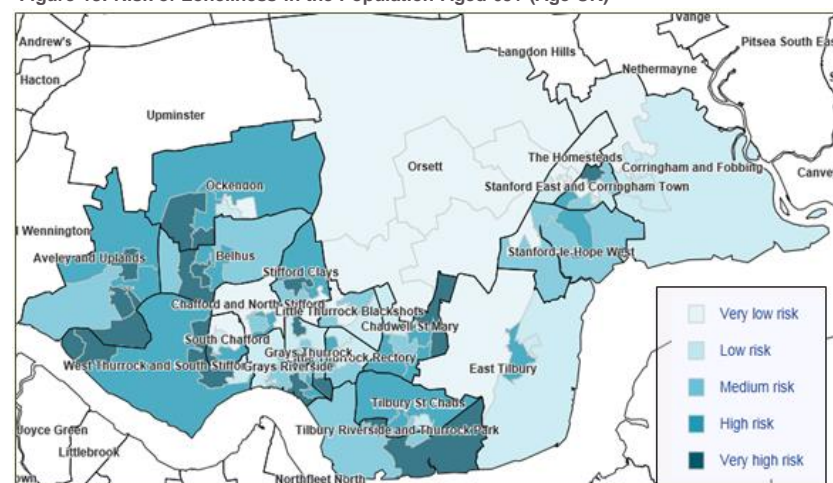 Figure 13: Risk of Loneliness in the Population Aged 65+ (Age UK)
Andrew's
Vange
Langdon Hills
Pitsea South Eas
Hacton
Nethermayne
Upminster
The Homesteads
Orsett
Corringham and Fobbing
Canve
Ockendon
Stanford East and Corringham Town
d Wennington
Aveley and Uplands
Belhus
Stanford-le-Hope West
Stifford Clays
Chafford and North Stifford
Little Thurrock Blackshots
Chadwell St Mary
South Chafford
Grays Thurrock
Little Thurrock Rectory
West Thurrock and South Stifford
Grays Riverside
East Tilbury
Tilbury St Chads
Joyce Green
Tilbury Riverside and Thurrock Park
Littlebrook
own
Northfleet North
Very low risk
Low risk
Medium risk
High risk
Very high risk